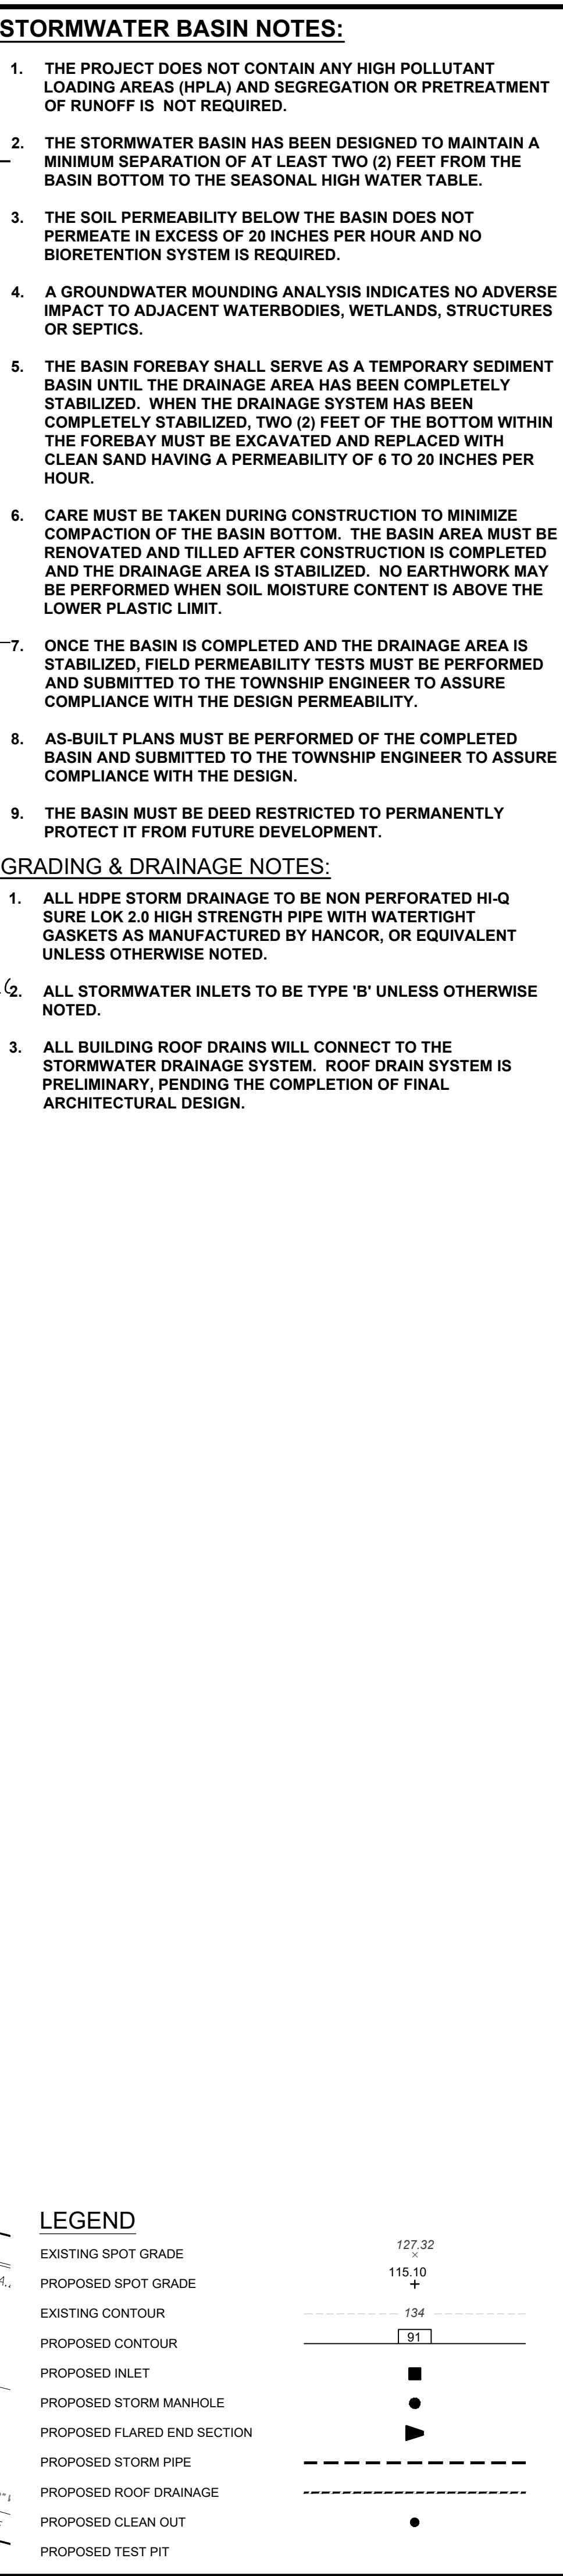 STORMWATER BASIN NOTES:
1. THE PROJECT DOES NOT CONTAIN ANY HIGH POLLUTANT
LOADING AREAS (HPLA) AND SEGREGATION OR PRETREATMENT
OF RUNOFF IS NOT REQUIRED.
2. THE STORMWATER BASIN HAS BEEN DESIGNED TO MAINTAIN A
MINIMUM SEPARATION OF AT LEAST TWO (2) FEET FROM THE
BASIN BOTTOM TO THE SEASONAL HIGH WATER TABLE.
3. THE SOIL PERMEABILITY BELOW THE BASIN DOES NOT
PERMEATE IN EXCESS OF 20 INCHES PER HOUR AND NO
BIORETENTION SYSTEM IS REQUIRED.
4. A GROUNDWATER MOUNDING ANALYSIS INDICATES NO ADVERSE
IMPACT TO ADJACENT WATERBODIES, WETLANDS, STRUCTURES
OR SEPTICS.
5. THE BASIN FOREBAY SHALL SERVE AS A TEMPORARY SEDIMENT
BASIN UNTIL THE DRAINAGE AREA HAS BEEN COMPLETELY
STABILIZED. WHEN THE DRAINAGE SYSTEM HAS BEEN
COMPLETELY STABILIZED, TWO (2) FEET OF THE BOTTOM WITHIN
THE FOREBAY MUST BE EXCAVATED AND REPLACED WITH
CLEAN SAND HAVING A PERMEABILITY OF 6 TO 20 INCHES PER
HOUR.
6. CARE MUST BE TAKEN DURING CONSTRUCTION TO MINIMIZE
COMPACTION OF THE BASIN BOTTOM. THE BASIN AREA MUST BE
RENOVATED AND TILLED AFTER CONSTRUCTION IS COMPLETED
AND THE DRAINAGE AREA IS STABILIZED. NO EARTHWORK MAY
BE PERFORMED WHEN SOIL MOISTURE CONTENT IS ABOVE THE
LOWER PLASTIC LIMIT.
7. ONCE THE BASIN IS COMPLETED AND THE DRAINAGE AREA IS
STABILIZED, FIELD PERMEABILITY TESTS MUST BE PERFORMED
AND SUBMITTED TO THE TOWNSHIP ENGINEER TO ASSURE
COMPLIANCE WITH THE DESIGN PERMEABILITY.
8. AS-BUILT PLANS MUST BE PERFORMED OF THE COMPLETED
BASIN AND SUBMITTED TO THE TOWNSHIP ENGINEER TO ASSURE
COMPLIANCE WITH THE DESIGN.
9. THE BASIN MUST BE DEED RESTRICTED TO PERMANENTLY
PROTECT IT FROM FUTURE DEVELOPMENT.
GRADING & DRAINAGE NOTES:
1. ALL HDPE STORM DRAINAGE TO BE NON PERFORATED HI-Q
SURE LOK 2.0 HIGH STRENGTH PIPE WITH WATERTIGHT
GASKETS AS MANUFACTURED BY HANCOR, OR EQUIVALENT
UNLESS OTHERWISE NOTED.
2. ALL STORMWATER INLETS TO BE TYPE 'B' UNLESS OTHERWISE
NOTED.
3. ALL BUILDING ROOF DRAINS WILL CONNECT TO THE
STORMWATER DRAINAGE SYSTEM. ROOF DRAIN SYSTEM IS
PRELIMINARY, PENDING THE COMPLETION OF FINAL
ARCHITECTURAL DESIGN.
LEGEND
EXISTING SPOT GRADE 127.32
PROPOSED SPOT GRADE 115.10
EXISTING CONTOUR 134
PROPOSED CONTOUR 91
PROPOSED INLET
PROPOSED STORM MANHOLE
PROPOSED FLARED END SECTION
PROPOSED STORM PIPE
PROPOSED ROOF DRAINAGE
PROPOSED CLEAN OUT
PROPOSED TEST PIT